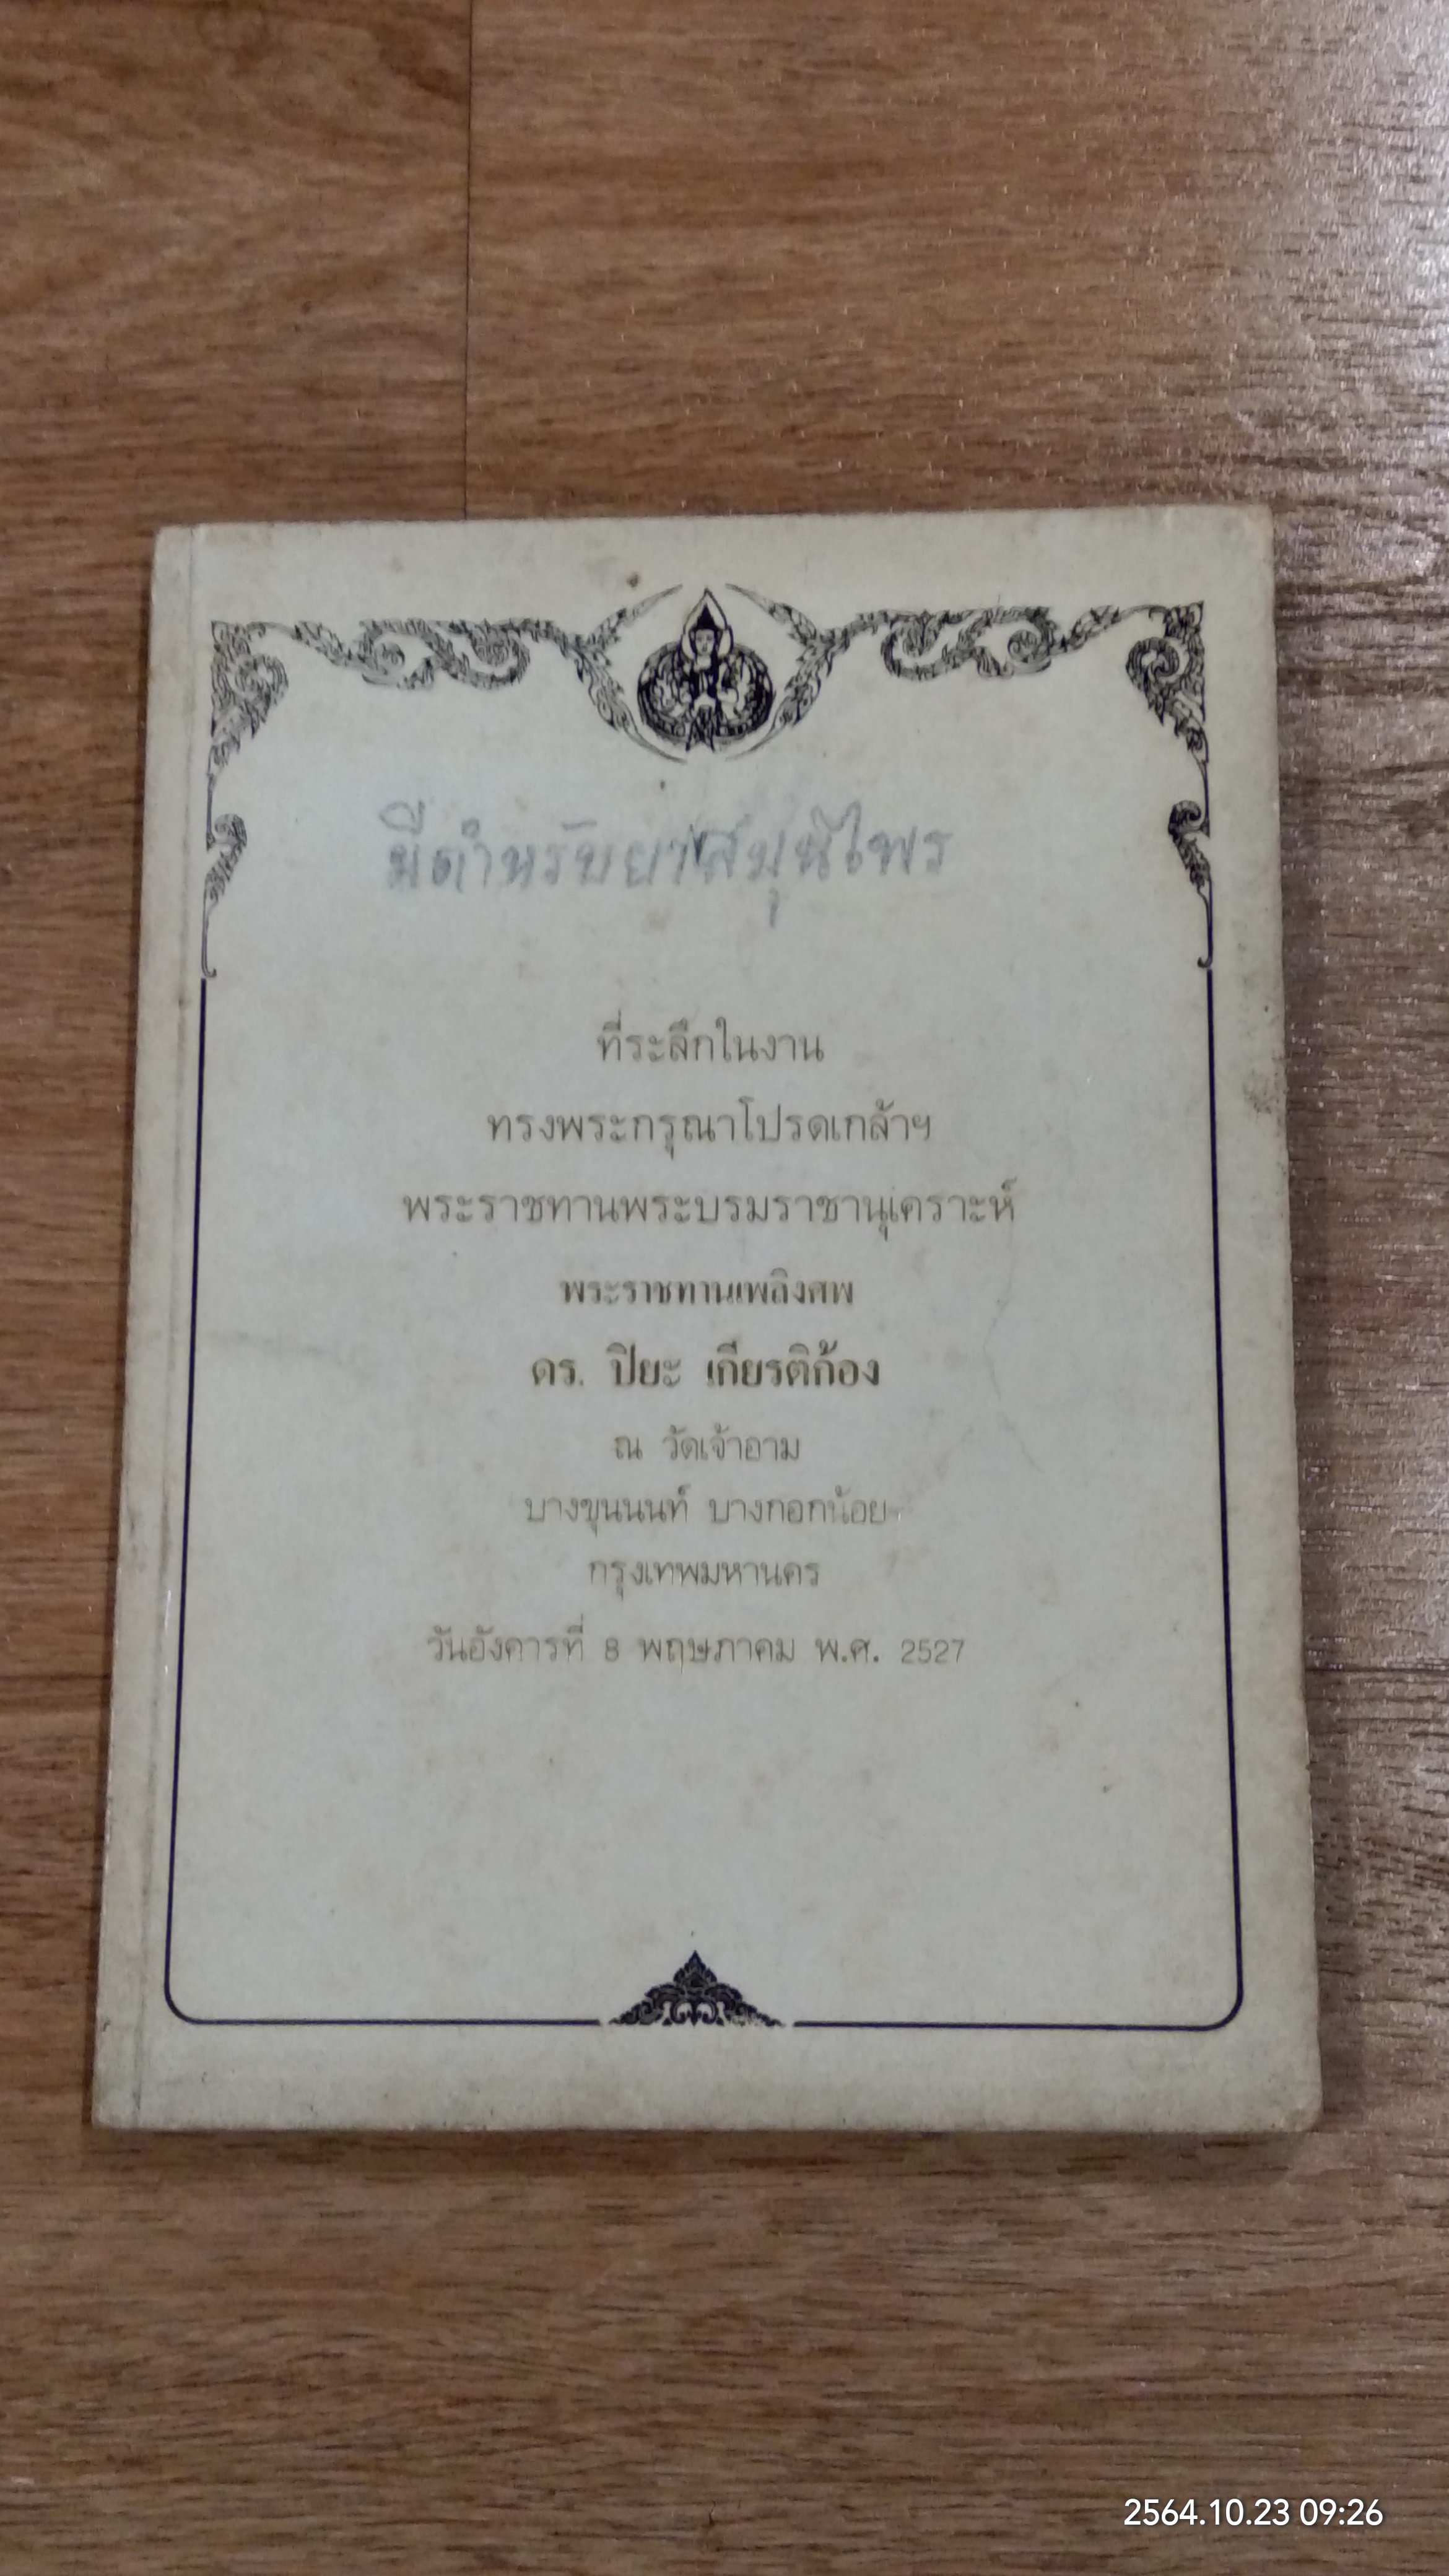 มีตำหรับยาสมุนไพร
ที่ระลึกในงาน
ทรงพระกรุณาโปรดเกล้าฯ
พระราชทานพระบรมราชานุเคราะห์
พระราชทานเพลิงศพ
ดร. ปิยะ เกียรติก้อง
ณ วัดเจ้าอาม
บางขุนนนท์ บางกอกน้อย
กรุงเทพมหานคร
วันอังคารที่ 8 พฤษภาคม พ.ศ. 2527
2564.10.23 09:26